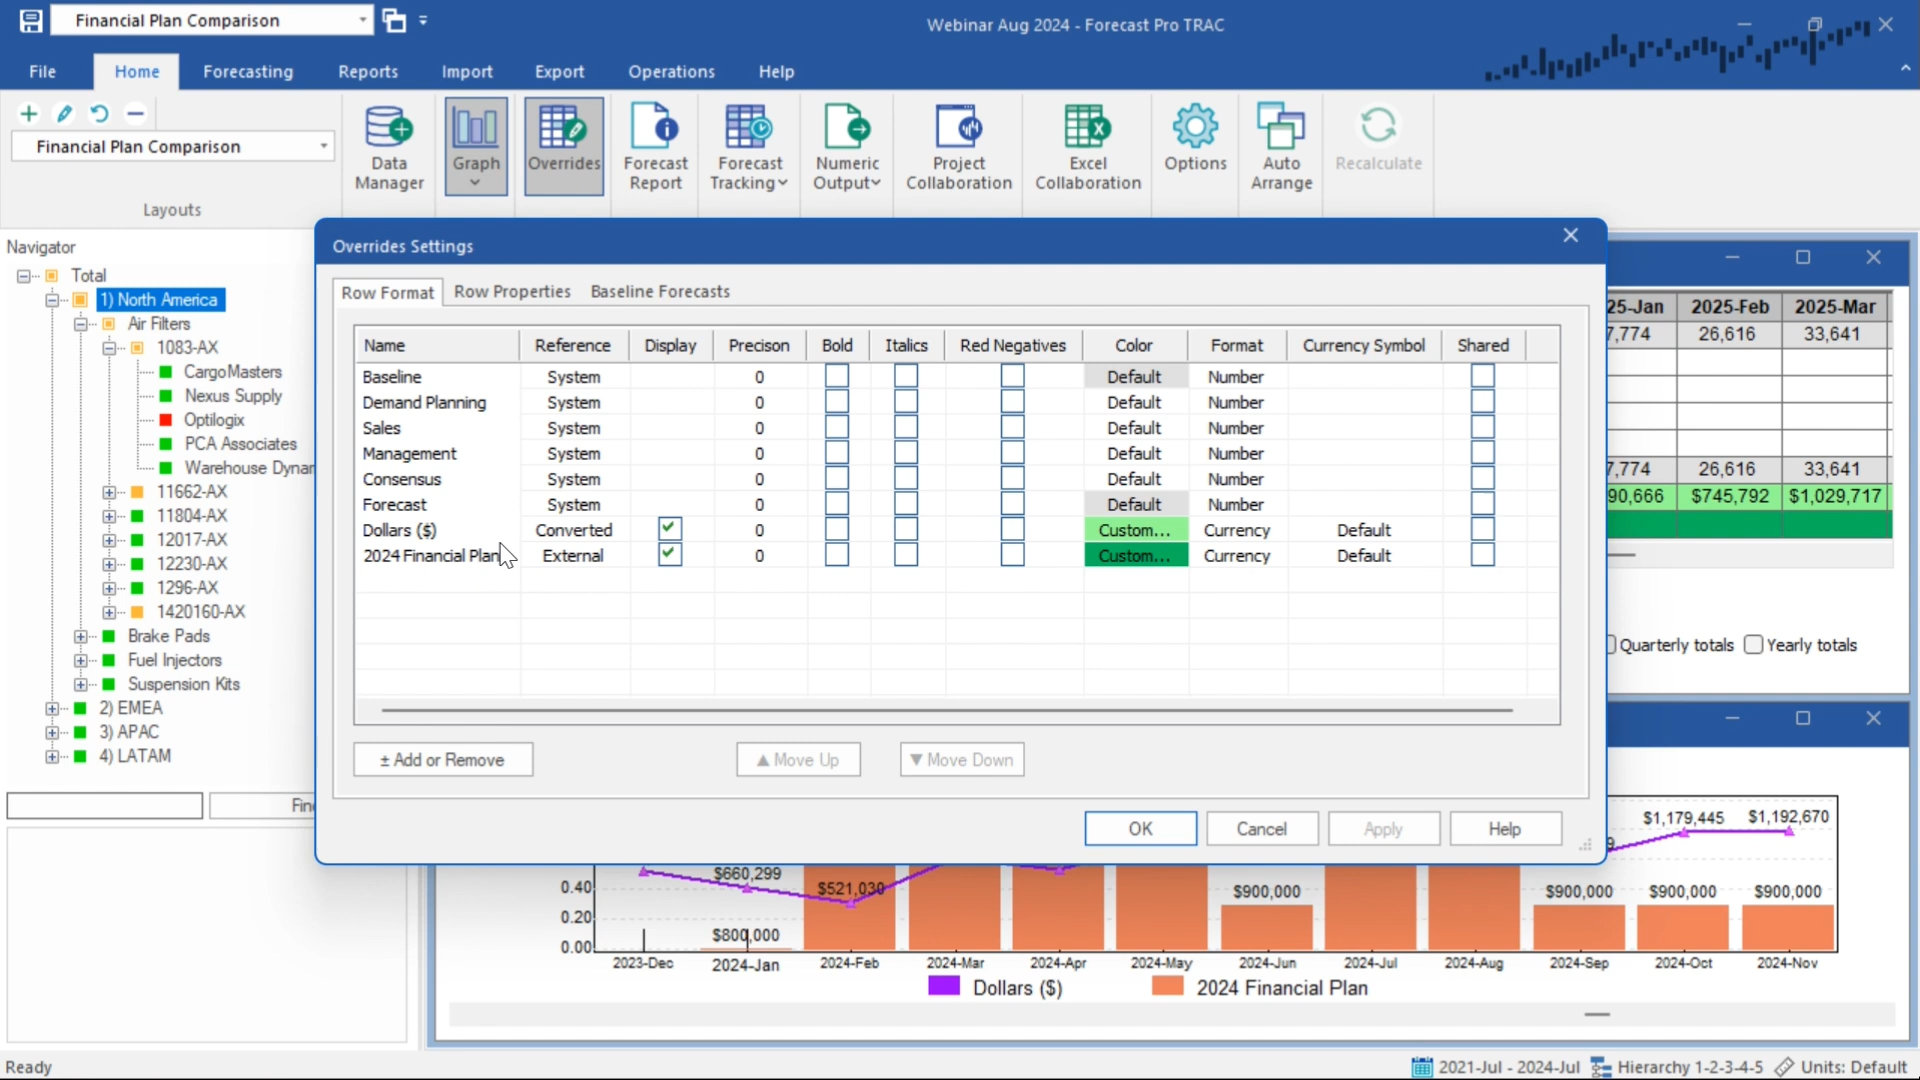 Financial Plan Comparison
Webinar Aug 2024 - Forecast Pro TRAC
File Home Forecasting Reports Import Export Operations Help
Financial Plan Comparison
Layouts
Data Manager
Graph
Overrides
Forecast Report
Forecast Tracking
Numeric Output
Project Collaboration
Excel Collaboration
Options
Auto Arrange
Recalculate
Navigator
Total
1) North America
Air Filters
1083-AX
CargoMasters
Nexus Supply
Optilogix
PCA Associates
Warehouse Dynar
11662-AX
11804-AX
12017-AX
12230-AX
1296-AX
1420160-AX
Brake Pads
Fuel Injectors
Suspension Kits
2) EMEA
3) APAC
4) LATAM
Overrides Settings
Row Format Row Properties Baseline Forecasts
Name Reference Display Precison Bold Italics Red Negatives Color Format Currency Symbol Shared
Baseline System 0 Default Number
Demand Planning System 0 Default Number
Sales System 0 Default Number
Management System 0 Default Number
Consensus System 0 Default Number
Forecast System 0 Default Number
Dollars ($) Converted 0 Custom... Currency Default
2024 Financial Plan External 0 Custom... Currency Default
± Add or Remove ▲ Move Up ▼ Move Down
OK Cancel Apply Help
25-Jan 2025-Feb 2025-Mar
7,774 26,616 33,641
7,774 26,616 33,641
90,666 $745,792 $1,029,717
Quarterly totals Yearly totals
$1,179,445 $1,192,670
0.40 $660,299 $521,030 $900,000 $900,000 $900,000 $900,000
0.20
0.00 $800,000
2023-Dec 2024-Jan 2024-Feb 2024-Mar 2024-Apr 2024-May 2024-Jun 2024-Jul 2024-Aug 2024-Sep 2024-Oct 2024-Nov
Dollars ($) 2024 Financial Plan
Ready 2021-Jul - 2024-Jul Hierarchy 1-2-3-4-5 Units: Default